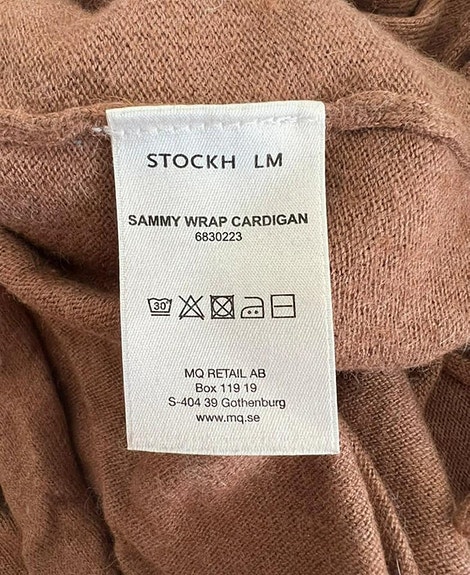 STOCKH LM
SAMMY WRAP CARDIGAN
6830223
30
MQ RETAIL AB
Box 119 19
S-404 39 Gothenburg
www.mq.se